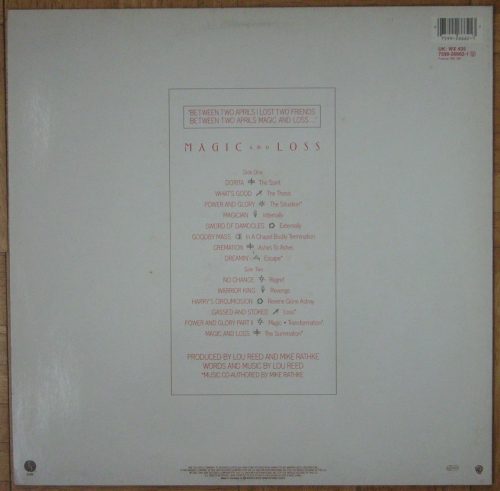 "BETWEEN TWO APRILS I LOST TWO FRIENDS
BETWEEN TWO APRILS MAGIC AND LOSS . . ."
MAGIC AND LOSS
Side One
DORITA The Spirit
WHAT'S GOOD The Thesis
POWER AND GLORY The Situation*
MAGICIAN Internally
SWORD OF DAMOCLES Externally
GOODBY MASS In A Chapel Bodily Termination
CREMATION Ashes To Ashes
DREAMIN' Escape*
Side Two
NO CHANCE Regret
WARRIOR KING Revenge
HARRY'S CIRCUMCISION Reverie Gone Astray
GASSED AND STOKED Loss*
POWER AND GLORY PART II Magic • Transformation*
MAGIC AND LOSS The Summation*
PRODUCED BY LOU REED AND MIKE RATHKE
WORDS AND MUSIC BY LOU REED
*MUSIC CO-AUTHORED BY MIKE RATHKE